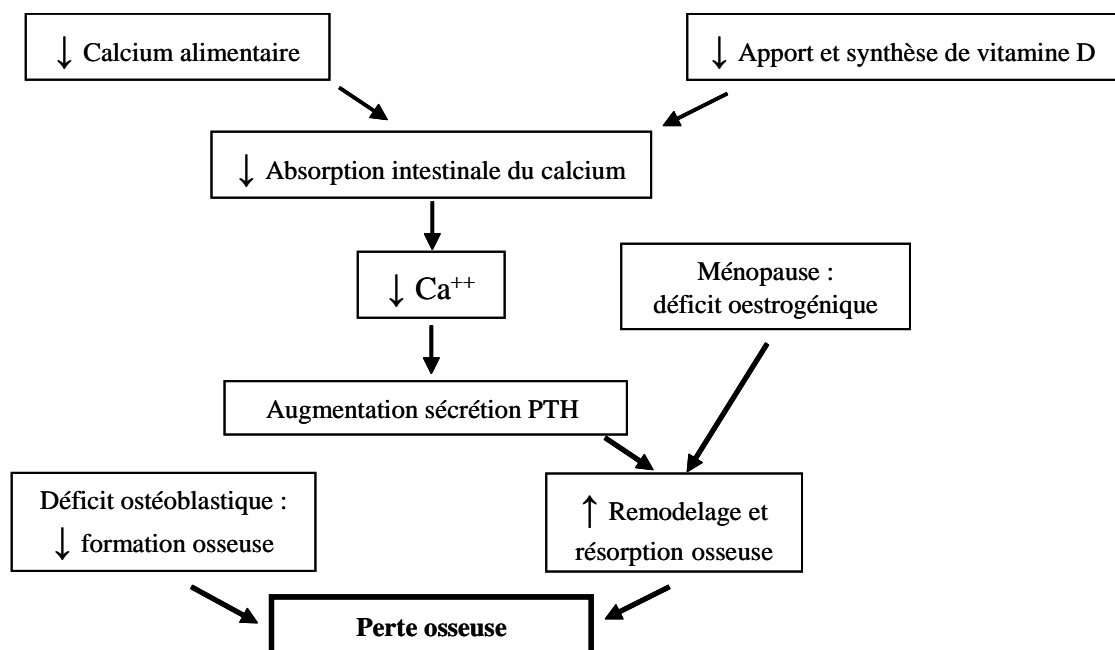 ↓ Calcium alimentaire
↓ Apport et synthèse de vitamine D
↓ Absorption intestinale du calcium
↓ Ca⁺⁺
Ménopause :
déficit oestrogénique
Augmentation sécrétion PTH
Déficit ostéoblastique :
↓ formation osseuse
↑ Remodelage et
résorption osseuse
Perte osseuse